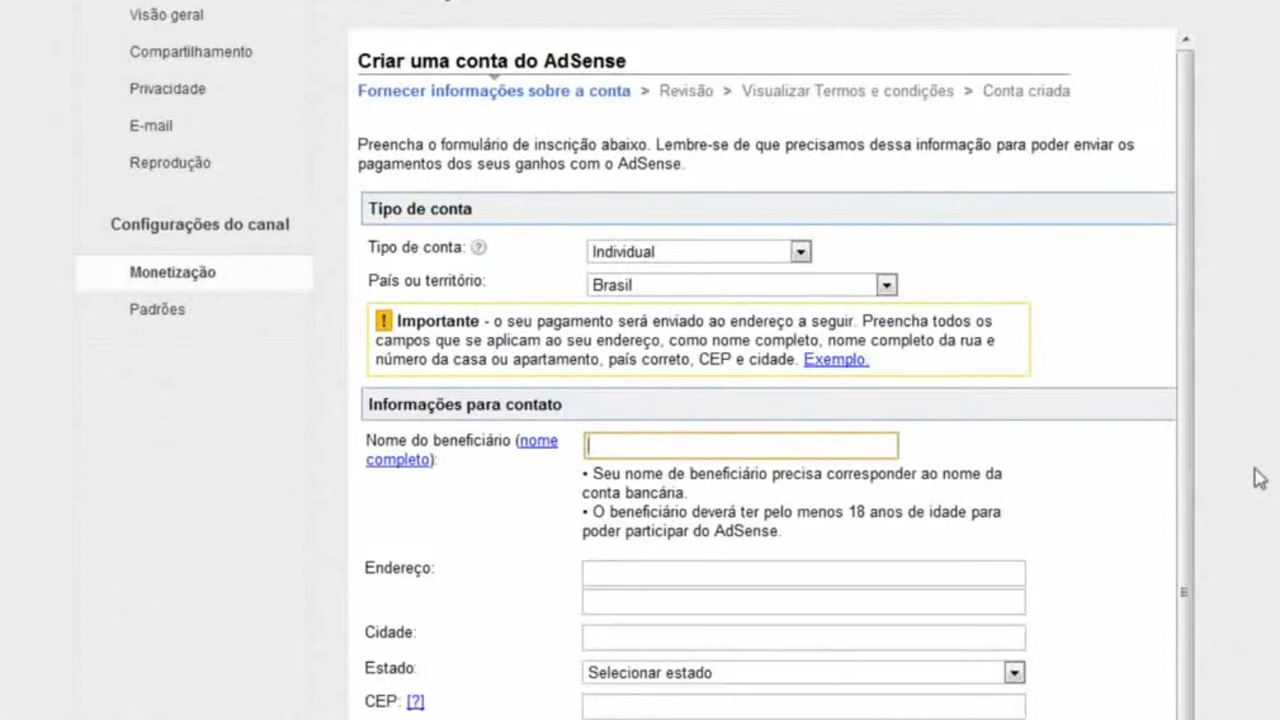 Visão geral
Compartilhamento
Privacidade
E-mail
Reprodução
Configurações do canal
Monetização
Padrões
Criar uma conta do AdSense
Fornecer informações sobre a conta > Revisão > Visualizar Termos e condições > Conta criada
Preencha o formulário de inscrição abaixo. Lembre-se de que precisamos dessa informação para poder enviar os
pagamentos dos seus ganhos com o AdSense.
Tipo de conta
Tipo de conta: ?
Individual
País ou território:
Brasil
! Importante - o seu pagamento será enviado ao endereço a seguir. Preencha todos os
campos que se aplicam ao seu endereço, como nome completo, nome completo da rua e
número da casa ou apartamento, país correto, CEP e cidade. Exemplo.
Informações para contato
Nome do beneficiário (nome
completo):
• Seu nome de beneficiário precisa corresponder ao nome da
conta bancária.
• O beneficiário deverá ter pelo menos 18 anos de idade para
poder participar do AdSense.
Endereço:
Cidade:
Estado:
Selecionar estado
CEP: [?]